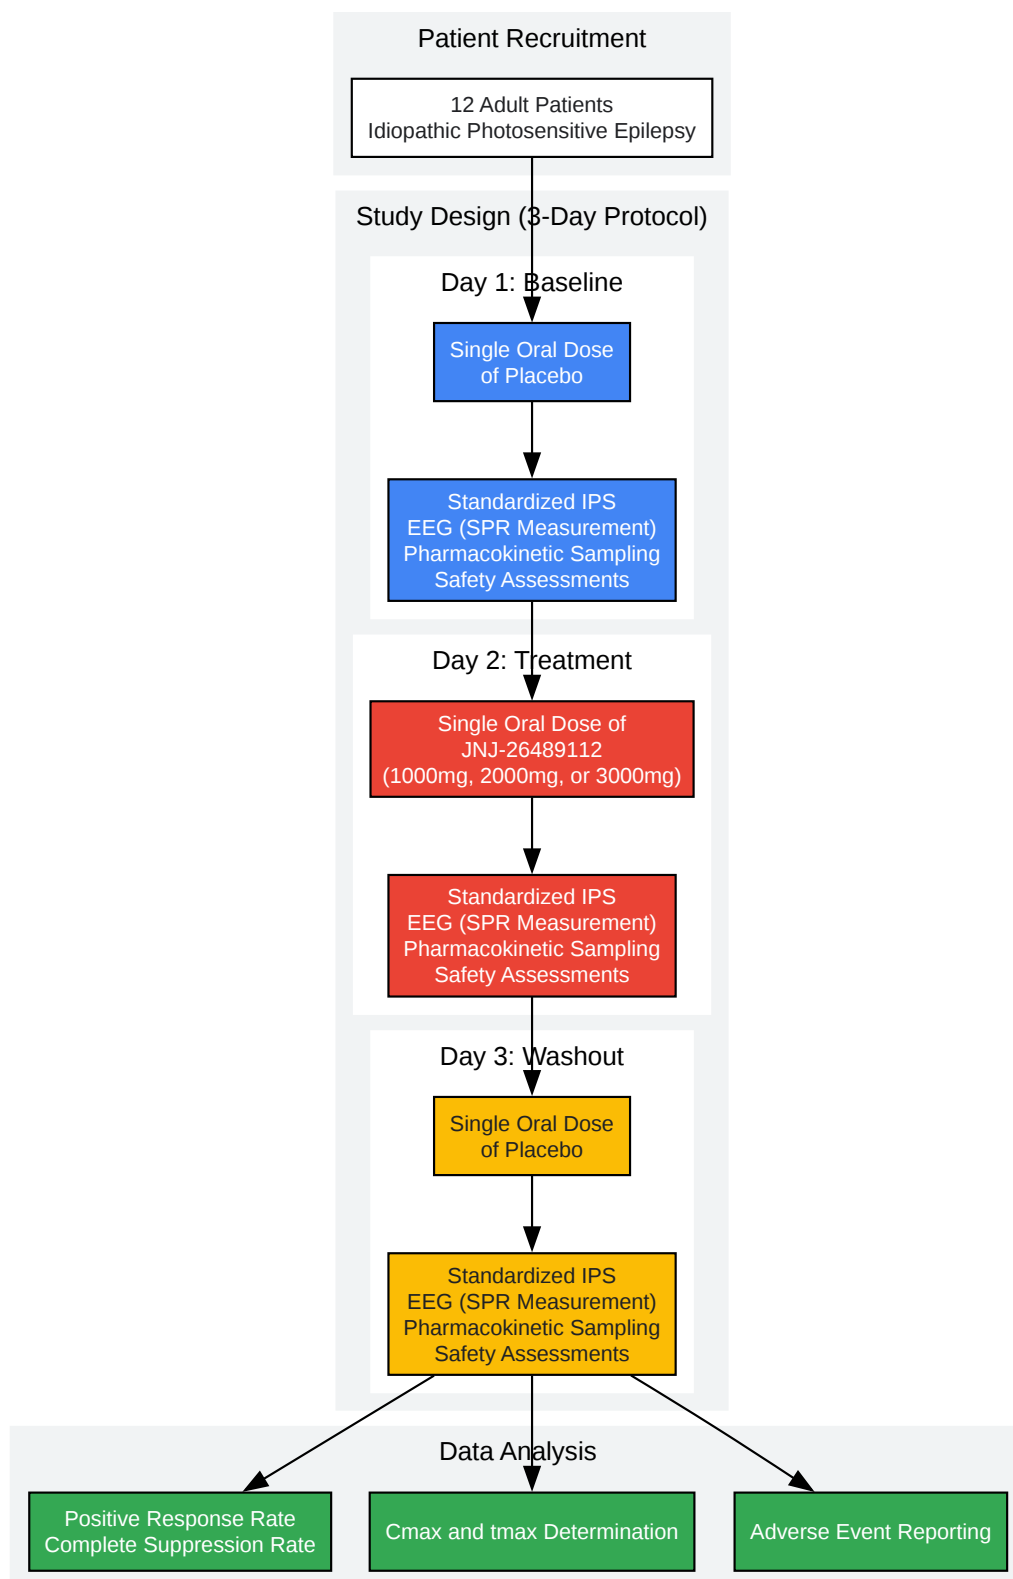 Patient Recruitment
12 Adult Patients
Idiopathic Photosensitive Epilepsy
Study Design (3-Day Protocol)
Day 1: Baseline
Single Oral Dose
of Placebo
Standardized IPS
EEG (SPR Measurement)
Pharmacokinetic Sampling
Safety Assessments
Day 2: Treatment
Single Oral Dose of
JNJ-26489112
(1000mg, 2000mg, or 3000mg)
Standardized IPS
EEG (SPR Measurement)
Pharmacokinetic Sampling
Safety Assessments
Day 3: Washout
Single Oral Dose
of Placebo
Standardized IPS
EEG (SPR Measurement)
Pharmacokinetic Sampling
Safety Assessments
Data Analysis
Positive Response Rate
Complete Suppression Rate
Cmax and tmax Determination
Adverse Event Reporting